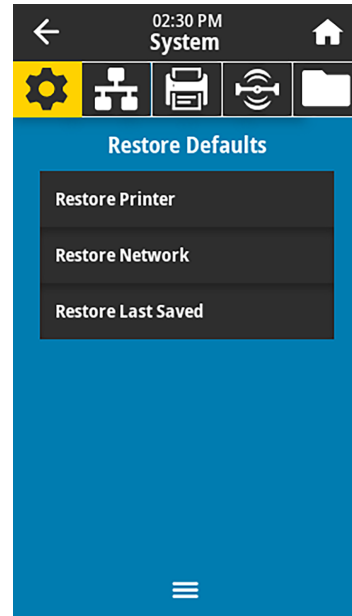 02:30 PM
System
Restore Defaults
Restore Printer
Restore Network
Restore Last Saved